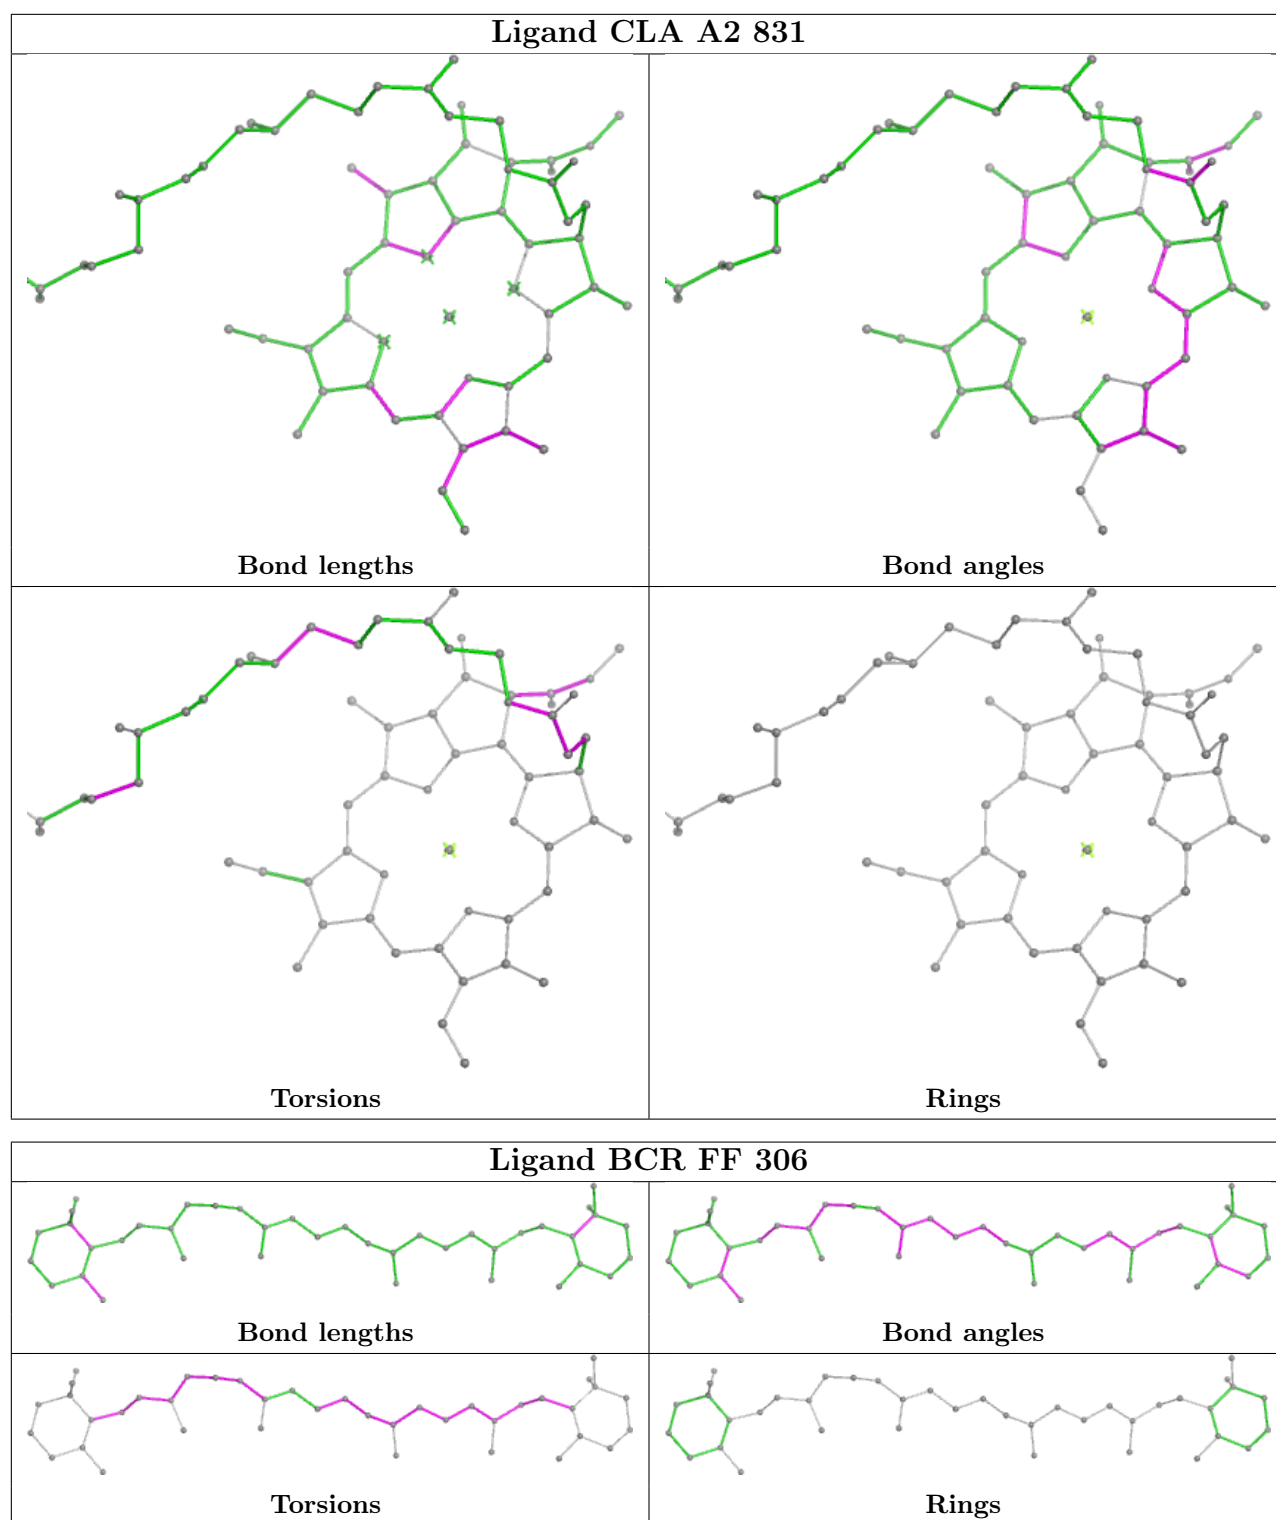 Ligand CLA A2 831
Bond lengths
Bond angles
Torsions
Rings
Ligand BCR FF 306
Bond lengths
Bond angles
Torsions
Rings